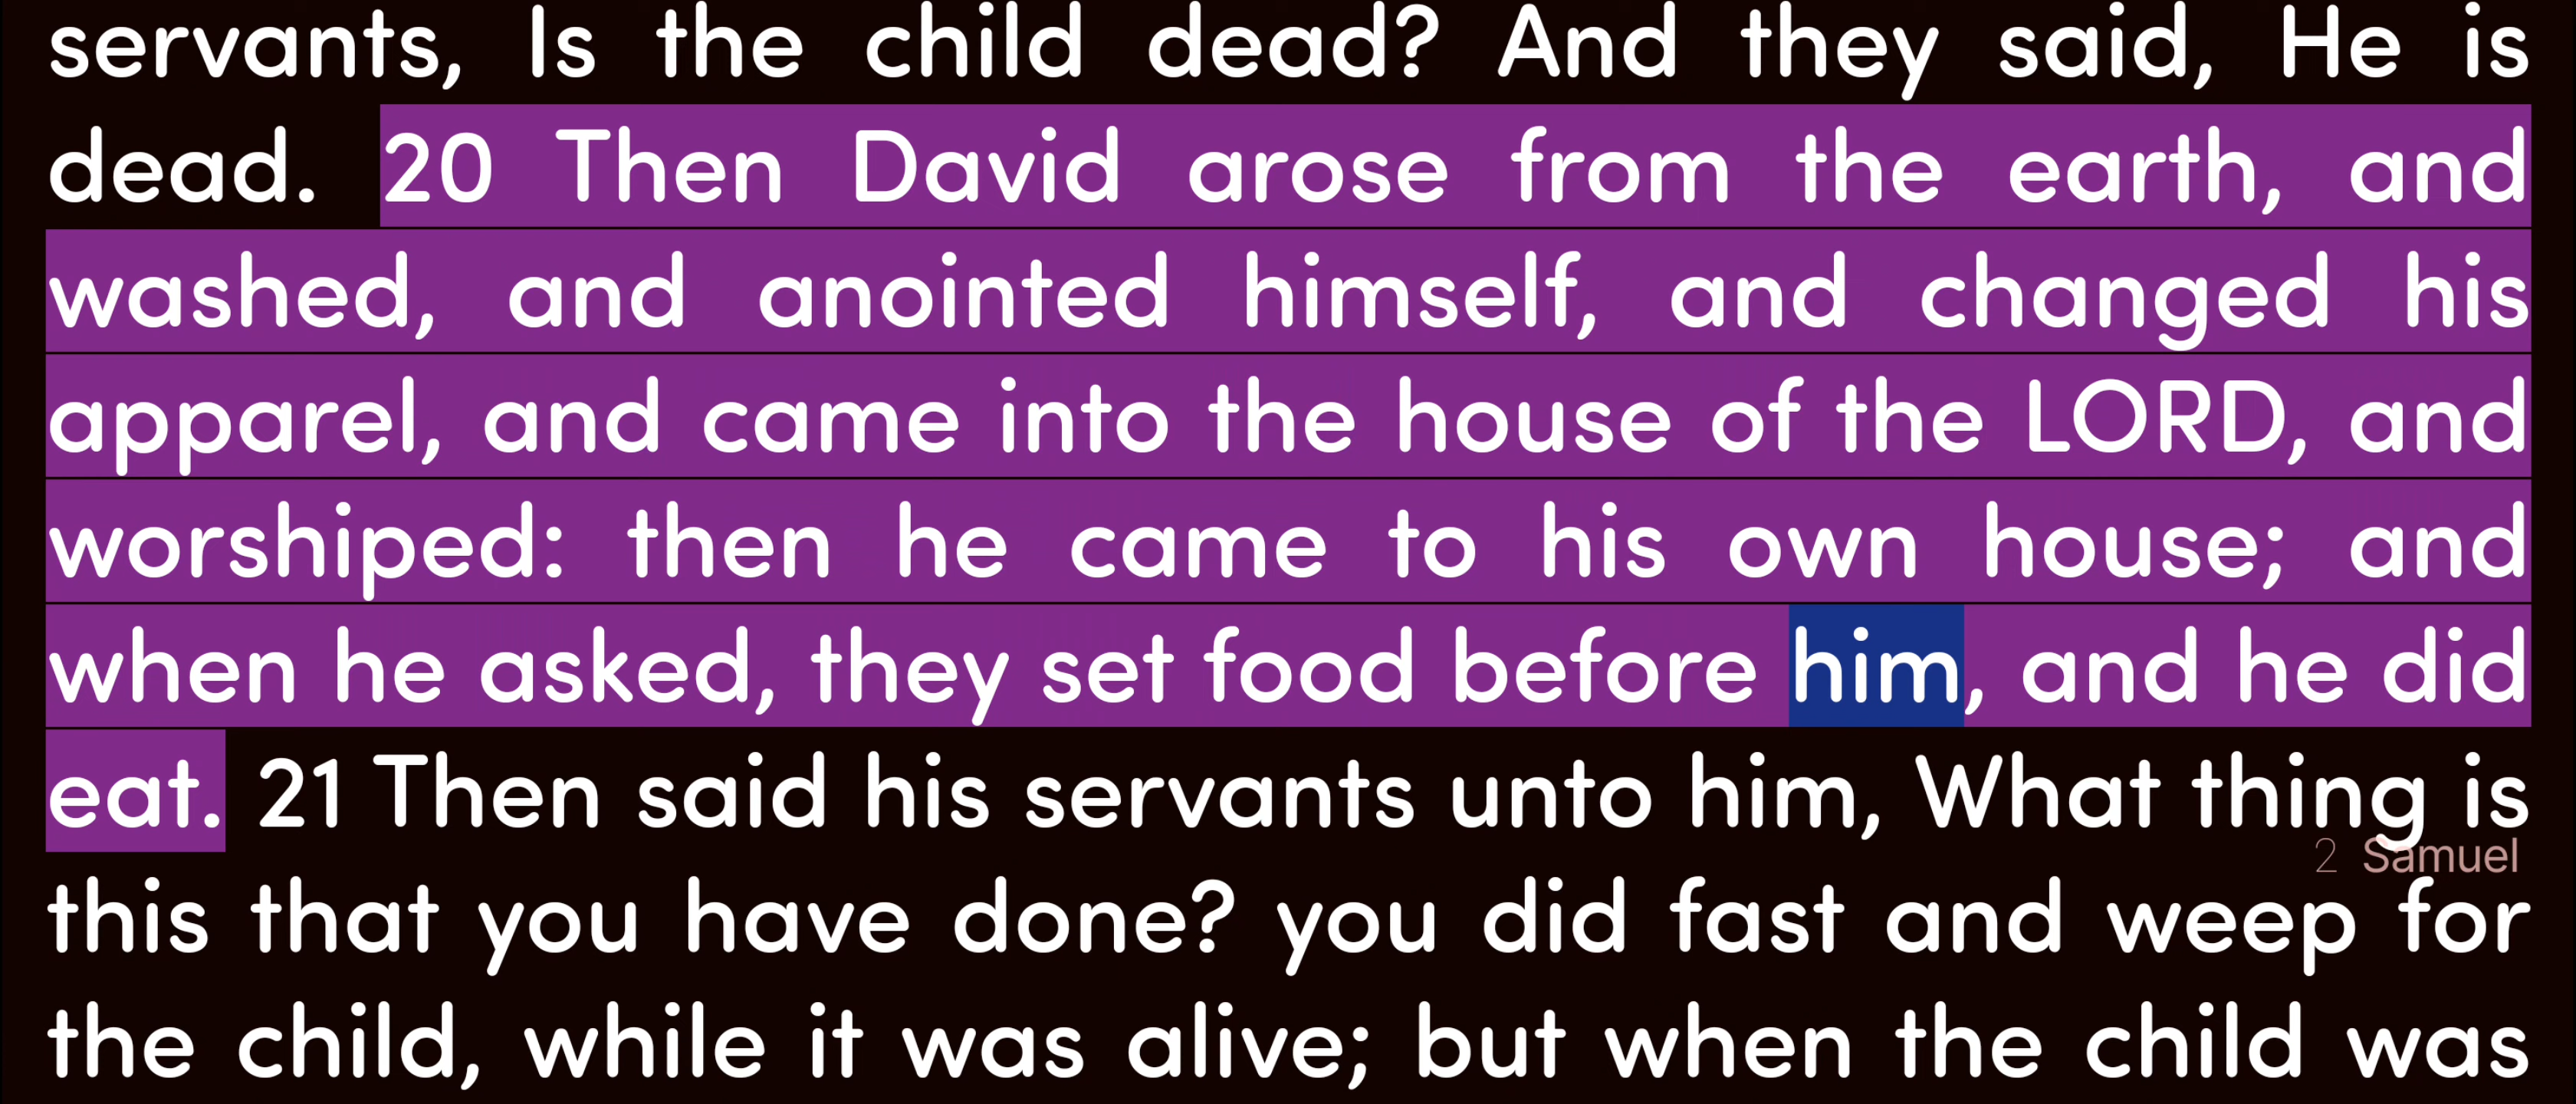 servants, Is the child dead? And they said, He is
dead. 20 Then David arose from the earth, and
washed, and anointed himself, and changed his
apparel, and came into the house of the LORD, and
worshiped: then he came to his own house; and
when he asked, they set food before him, and he did
eat. 21 Then said his servants unto him, What thing is
2 Samuel
this that you have done? you did fast and weep for
the child, while it was alive; but when the child was